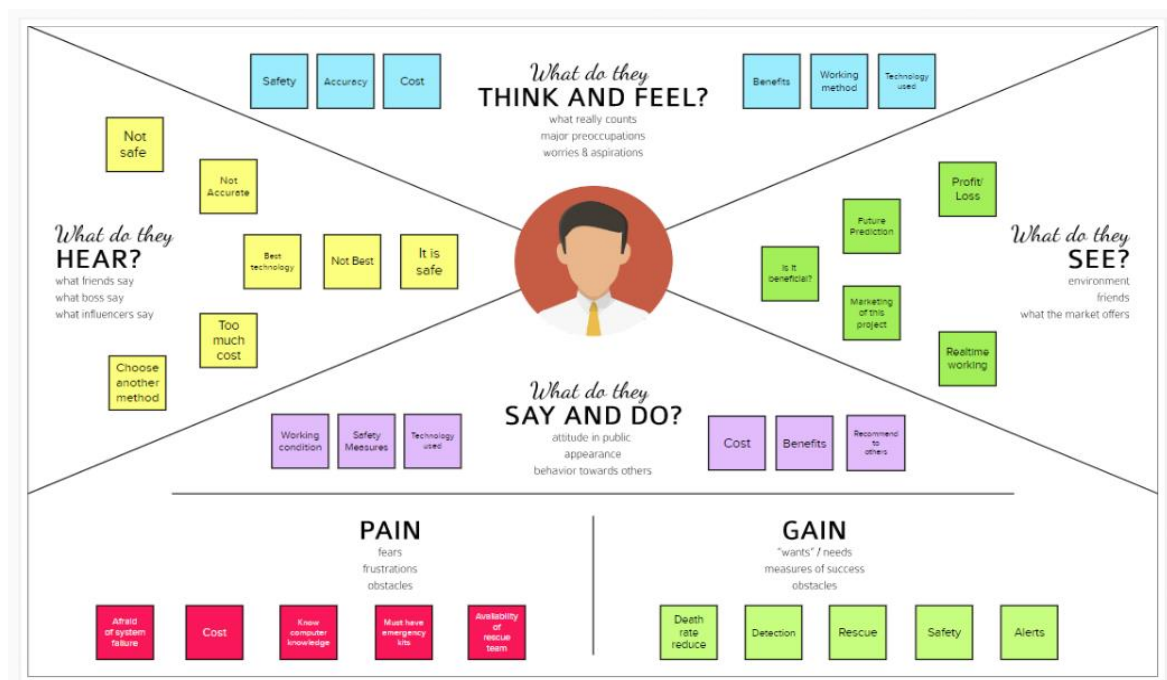 What do they
THINK AND FEEL?
what really counts
major preoccupations
worries & aspirations
Safety
Accuracy
Cost
Benefits
Working
method
Technology
used
What do they
HEAR?
what friends say
what boss say
what influencers say
Not
safe
Not
Accurate
Best
technology
Not Best
It is
safe
Too
much
cost
Choose
another
method
What do they
SEE?
environment
friends
what the market offers
Profit/
Loss
Future
Prediction
Is it
beneficial?
Marketing
of this
project
Realtime
working
What do they
SAY AND DO?
attitude in public
appearance
behavior towards others
Working
condition
Safety
Measures
Technology
used
Cost
Benefits
Recommend
to
others
PAIN
fears
frustrations
obstacles
Afraid
of system
failure
Cost
Know
computer
knowledge
Must have
emergency
kits
Availability
of
rescue
team
GAIN
"wants" / needs
measures of success
obstacles
Death
rate
reduce
Detection
Rescue
Safety
Alerts